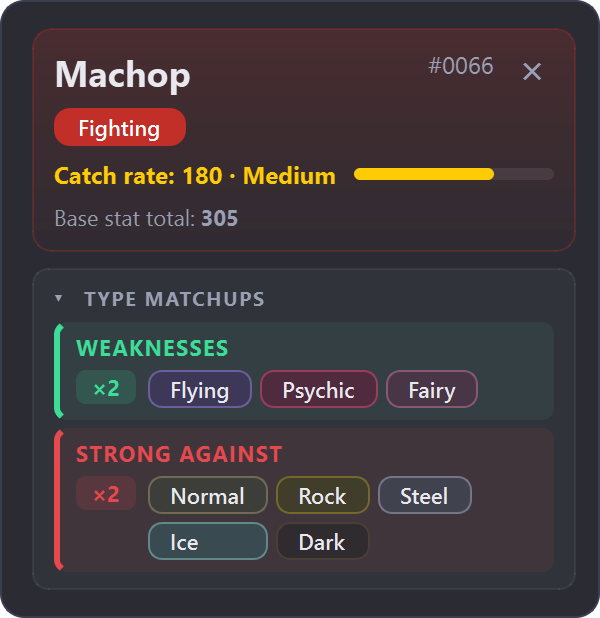 Machop #0066 ×
Fighting
Catch rate: 180 · Medium
Base stat total: 305
▾ TYPE MATCHUPS
WEAKNESSES
×2 Flying Psychic Fairy
STRONG AGAINST
×2 Normal Rock Steel
Ice Dark